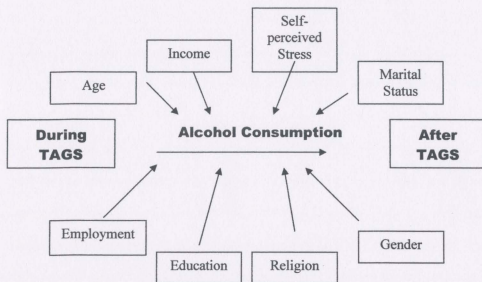 Self-
perceived
Stress
Income
Marital
Status
Age
During
TAGS
Alcohol Consumption
After
TAGS
Employment
Education
Religion
Gender